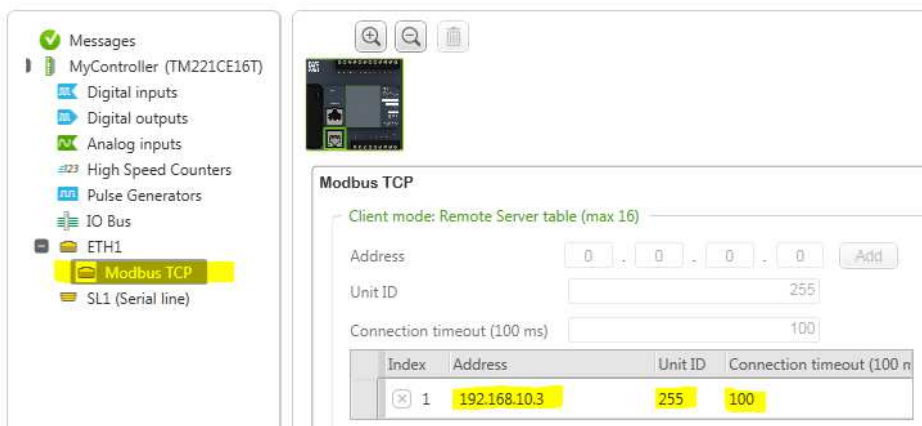 Messages
MyController (TM221CE16T)
Digital inputs
Digital outputs
Analog inputs
High Speed Counters
Pulse Generators
IO Bus
ETH1
Modbus TCP
SL1 (Serial line)
Modbus TCP
Client mode: Remote Server table (max 16)
Address 0 . 0 . 0 . 0 Add
Unit ID 255
Connection timeout (100 ms) 100
Index Address Unit ID Connection timeout (100
1 192.168.10.3 255 100